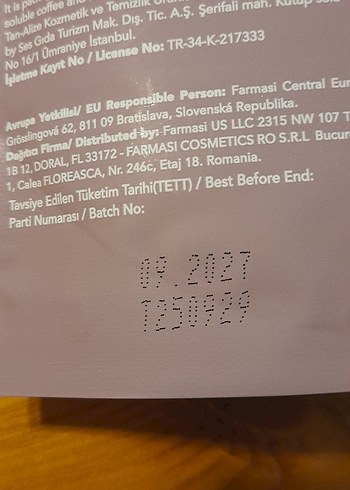 It is pac
soluble coffee and
Tan-Alize Kozmetik ve Temizlik
by Ses Gıda Turizm Mak. Dış. Tic. A.Ş. Şerifali mah. Kutup
No 16/1 Ümraniye İstanbul.
İşletme Kayıt No / License No: TR-34-K-217333
Avrupa Yetkilisi/ EU Responsible Person: Farmasi Central Eur
Grösslingová 62, 811 09 Bratislava, Slovenská Republika.
Dağıtıcı Firma/ Distributed by: Farmasi US LLC 2315 NW 107 T
1B 12, DORAL, FL 33172 - FARMASI COSMETICS RO S.R.L Bucur
1, Calea FLOREASCA, Nr. 246c, Etaj 18. Romania.
Tavsiye Edilen Tüketim Tarihi(TETT) / Best Before End:
Parti Numarası / Batch No:
09.2027
T250929